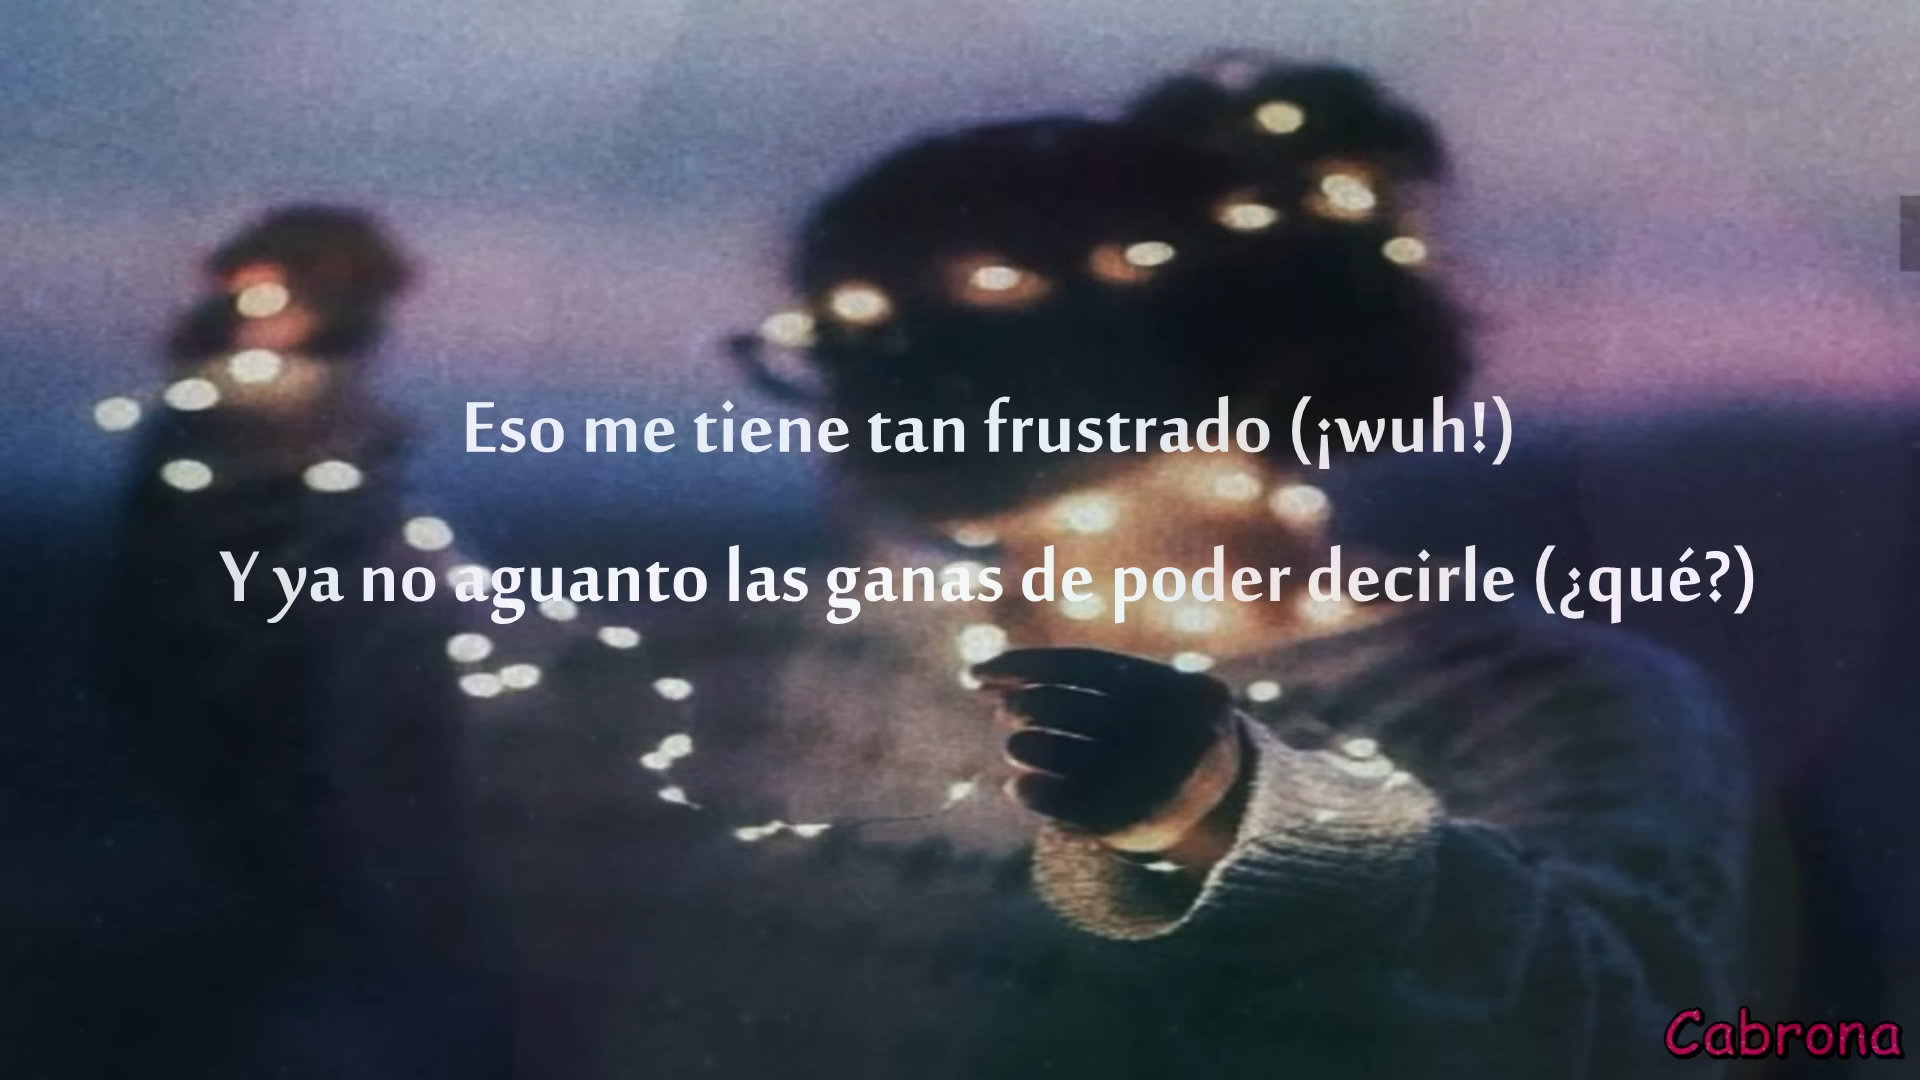 Eso me tiene tan frustrado (¡wuh!)
Y ya no aguanto las ganas de poder decirle (¿qué?)
Cabrona